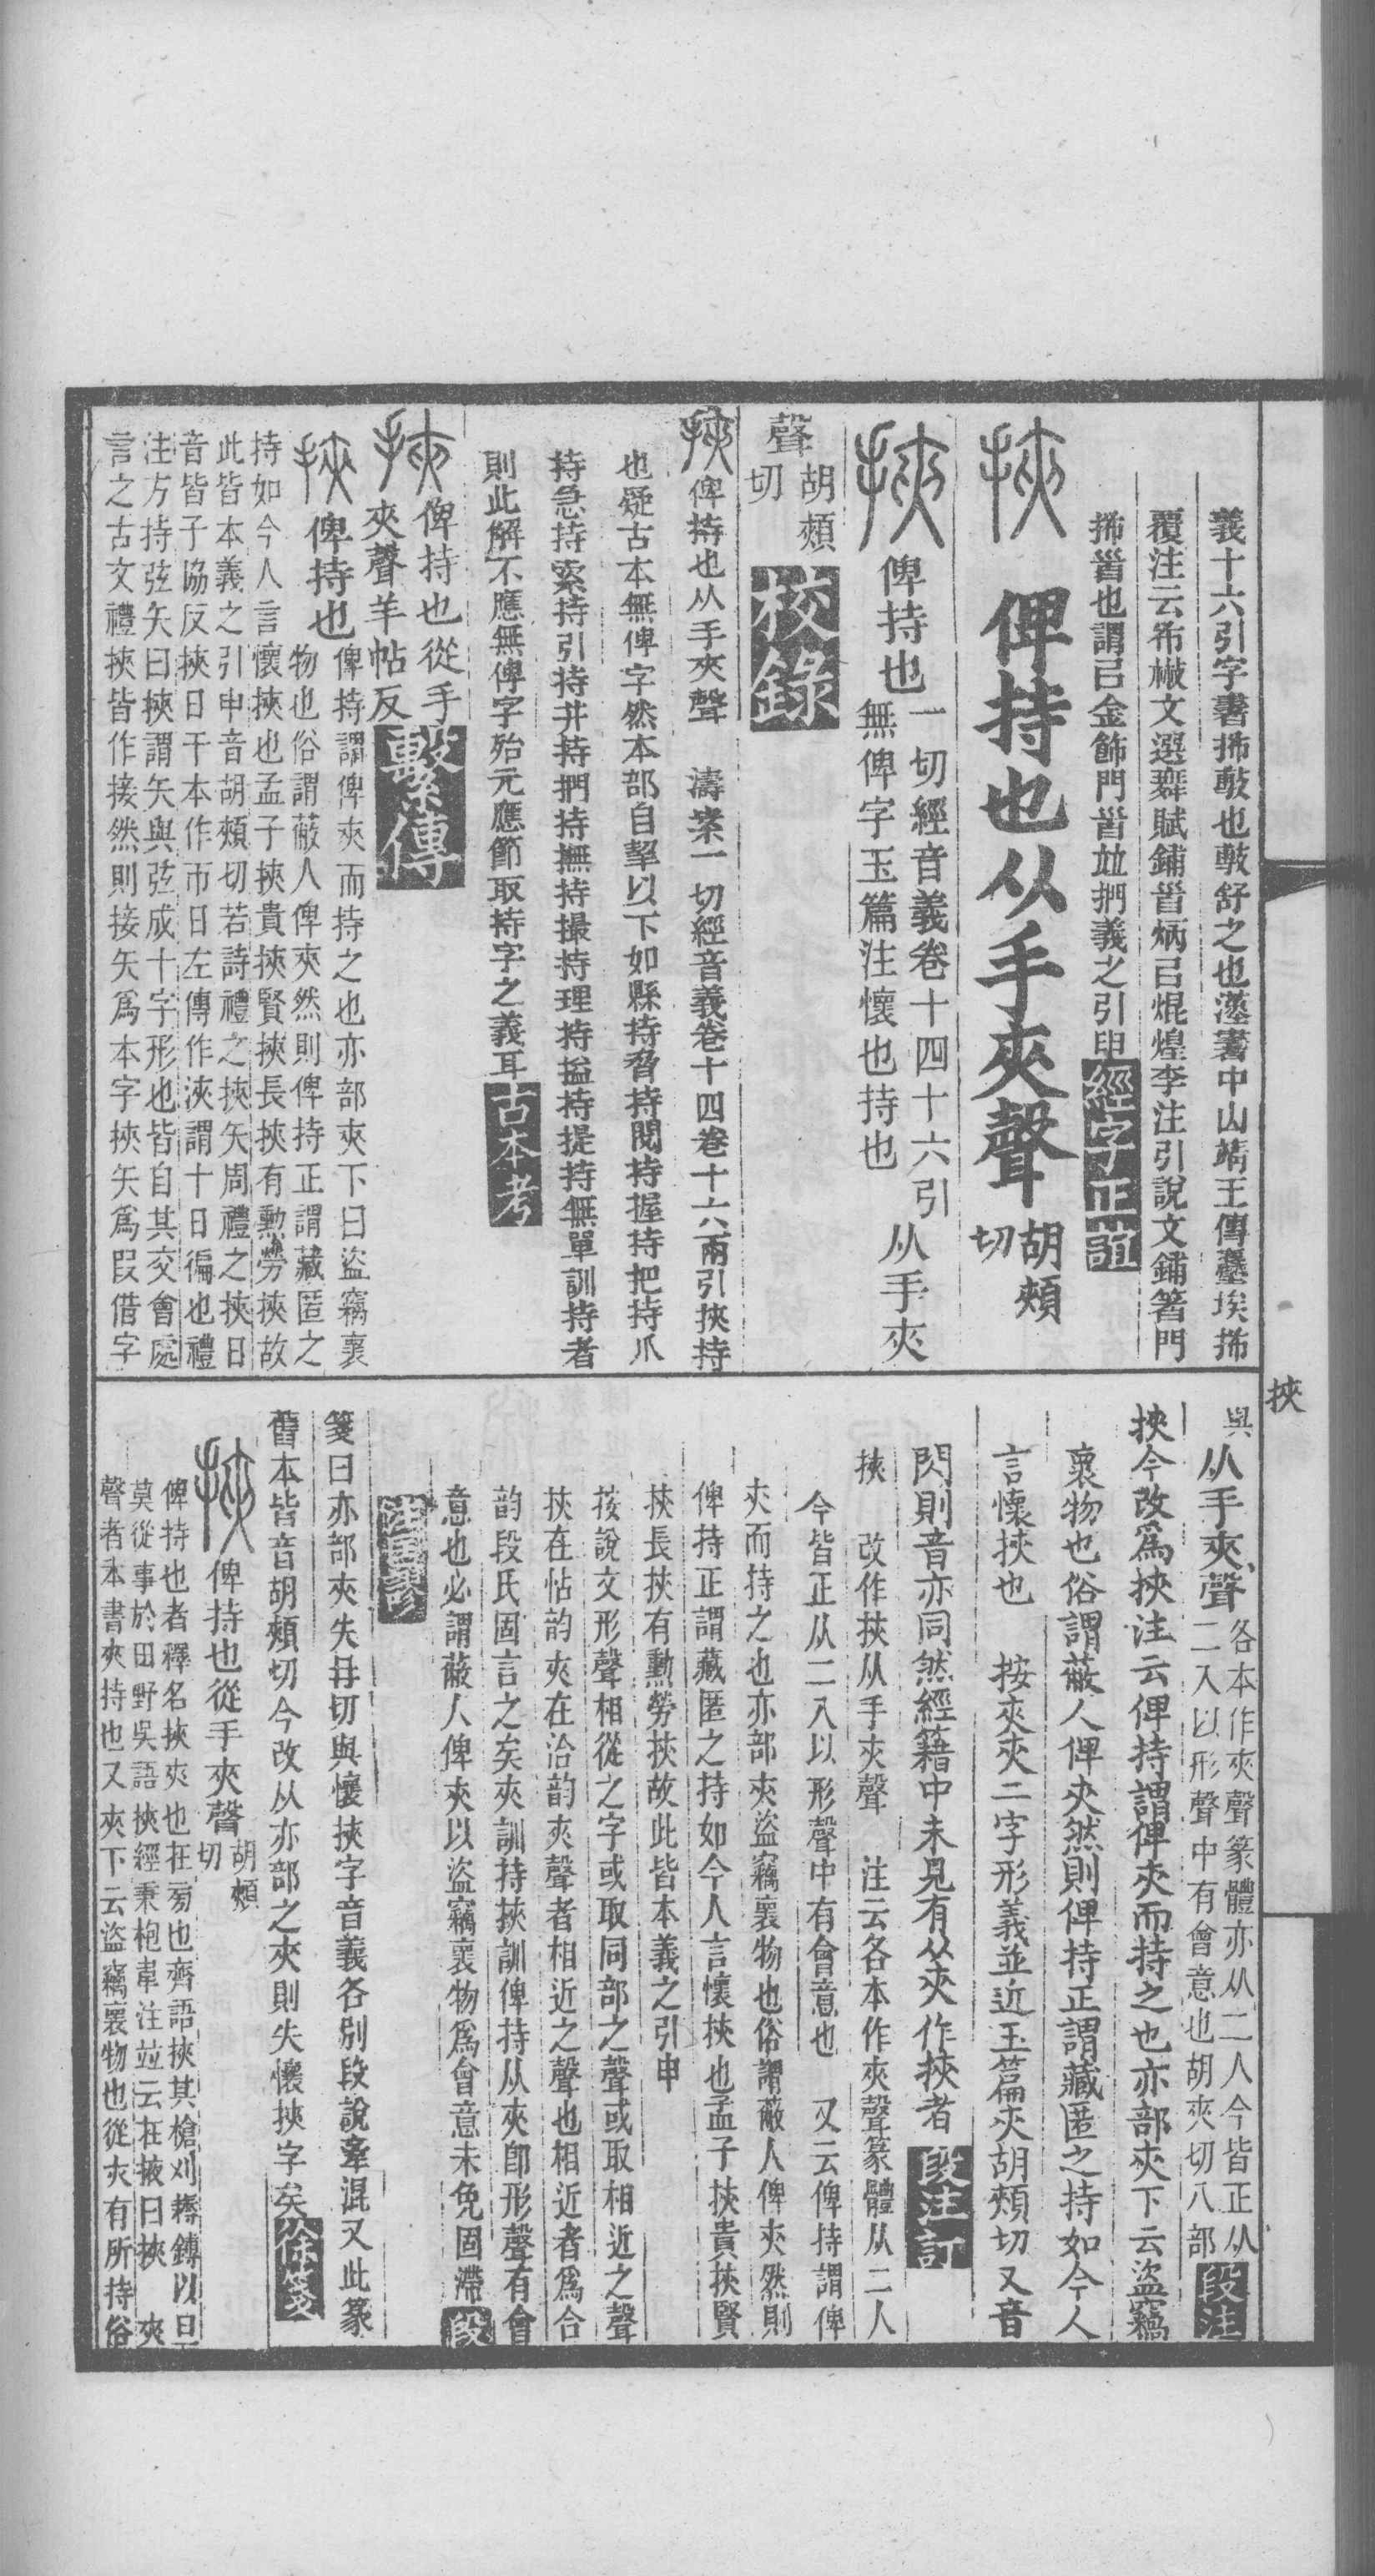 義十六引字書捇㪣也㪣舒之也漢書中山靖王傳塵埃捇
覆注云布㰚文選舞賦鋪首炳㠯焜煌李注引說文鋪箸門
捇首也謂㠯金飾門首竝捫義之引申經字正誼
挾 俾持也从手夾聲胡頰切
挾 俾持也一切經音義卷十四十六引
無俾字玉篇注懷也持也从手夾
聲胡頰切校錄
挾俾持也从手夾聲 濤案一切經音義卷十四卷十六兩引挾持
也疑古本無俾字然本部自挈以下如縣持脅持閱持握持把持爪
持急持索持引持幷持捫持撫持撮持理持搤持提持無單訓持者
則此解不應無俾字殆元應節取持字之義耳古本考
挾俾持也從手
夾聲羊帖反繫傳
挾俾持也俾持謂俾夾而持之也亦部夾下曰盜竊褱
物也俗謂蔽人俾夾然則俾持正謂藏匿之
持如今人言懷挾也孟子挾貴挾賢挾長挾有勳勞挾故
此皆本義之引申音胡頰切若詩禮之挾矢周禮之挾日
音皆子協反挾日干本作帀日左傳作浹謂十日徧也禮
注方持弦矢曰挾謂矢與弦成十字形也皆自其交會處
言之古文禮挾皆作接然則接矢爲本字挾矢爲叚借字
挾
與从手夾聲各本作夾聲篆體亦从二人今皆正从
二入以形聲中有會意也胡夾切八部段注
挾今改爲挾注云俾持謂俾夾而持之也亦部夾下云盜竊
褱物也俗謂蔽人俾夾然則俾持正謂藏匿之持如今人
言懷挾也 按夾夾二字形義並近玉篇夾胡頰切又音
閃則音亦同然經籍中未見有从夾作挾者段注訂
挾 改作挾从手夾聲 注云各本作夾聲篆體从二人
今皆正从二入以形聲中有會意也 又云俾持謂俾
夾而持之也亦部夾盜竊褱物也俗謂蔽人俾夾然則
俾持正謂藏匿之持如今人言懷挾也孟子挾貴挾賢
挾長挾有勳勞挾故此皆本義之引申
按說文形聲相從之字或取同部之聲或取相近之聲
挾在怗韵夾在洽韵夾聲者相近之聲也相近者爲合
韵段氏固言之矣夾訓持挾訓俾持从夾卽形聲有會
意也必謂蔽人俾夾以盜竊褱物爲會意未免固滯段
注匡謬
箋曰亦部夾失冄切與懷挾字音義各別段說牽混又此篆
舊本皆音胡頰切今改从亦部之夾則失懷挾字矣徐箋
挾俾持也從手夾聲胡頰切
俾持也者釋名挾夾也在旁也齊語挾其槍刈耨鎛以旦
莫從事於田野吳語挾經秉枹韋注竝云在掖曰挾 夾
聲者本書夾持也又夾下云盜竊褱物也從夾有所持俗